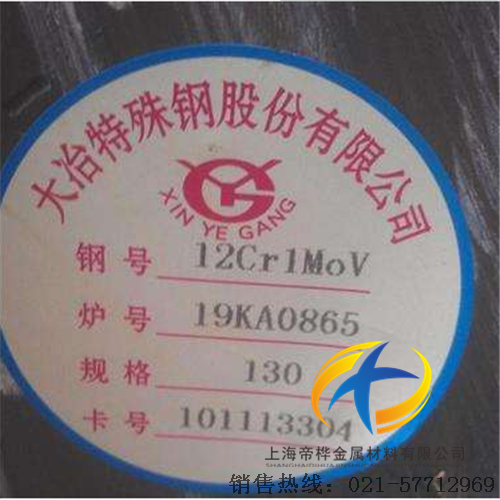 大冶特殊钢股份有限公司
XIN YE GANG
钢号 12Cr1MoV
炉号 19KA0865
规格 130
卡号 101113304
上海帝桦金属材料有限公司
销售热线：021-57712969